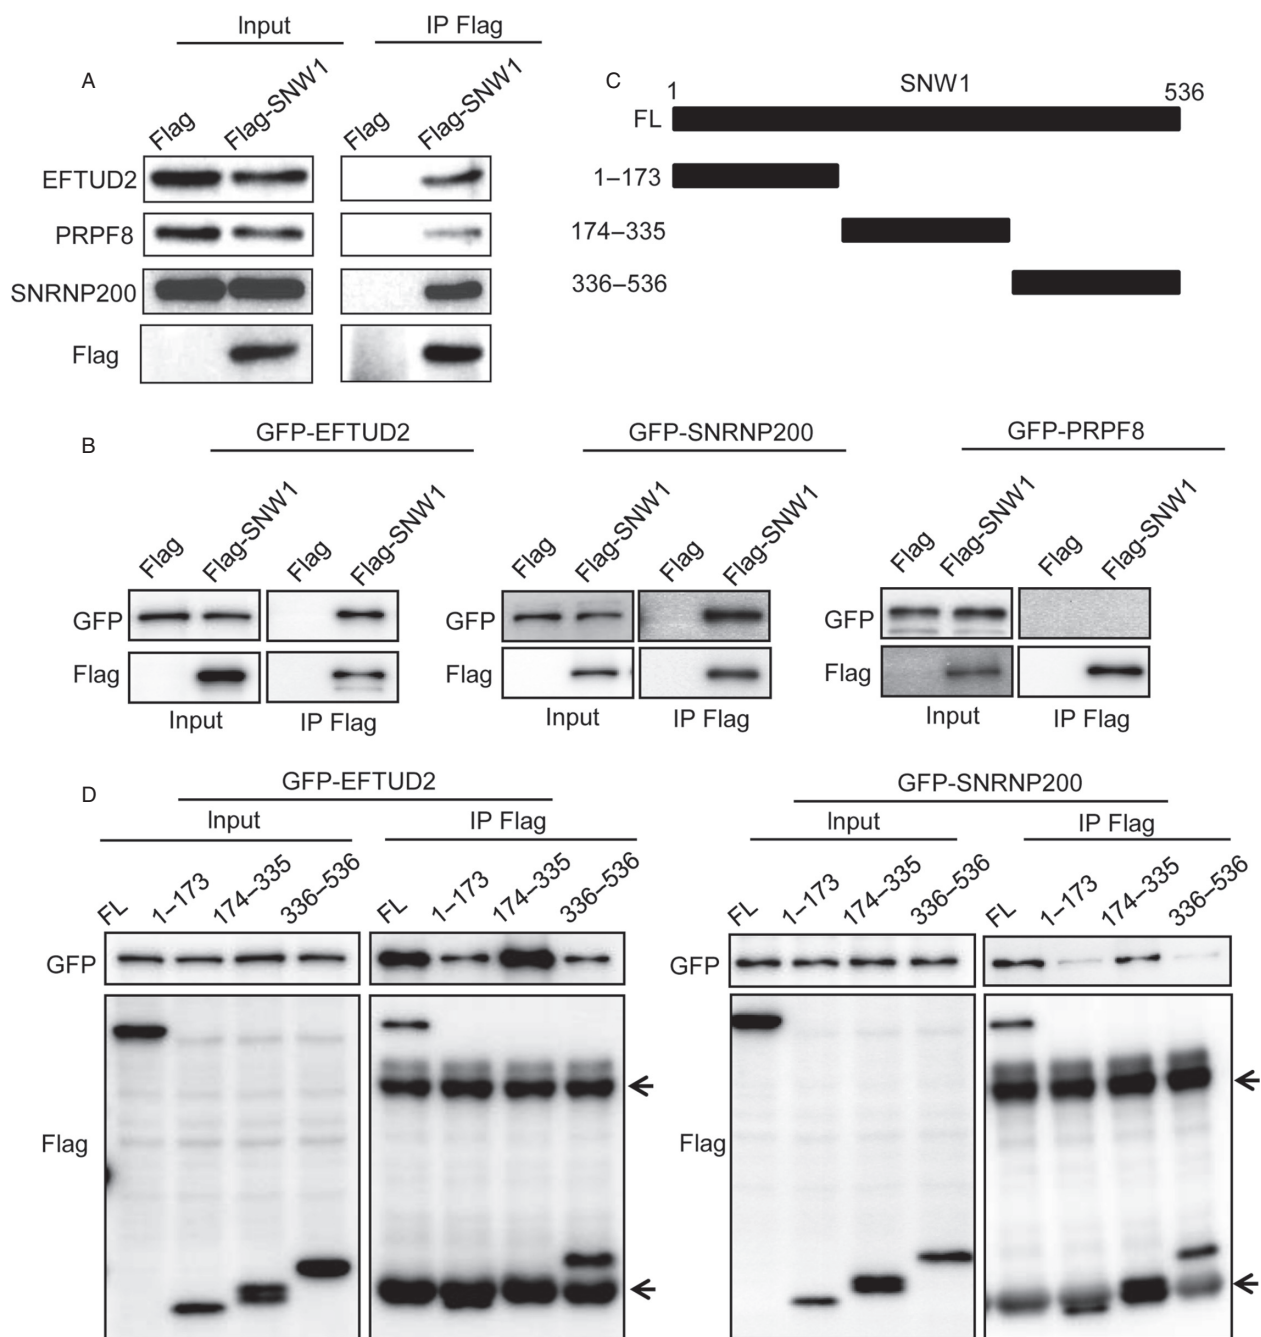 Input IP Flag
A
Flag Flag-SNW1 Flag Flag-SNW1
EFTUD2
PRPF8
SNRNP200
Flag
C
SNW1
1 536
FL
1–173
174–335
336–536
B
GFP-EFTUD2 GFP-SNRNP200 GFP-PRPF8
Flag Flag-SNW1 Flag Flag-SNW1 Flag Flag-SNW1 Flag Flag-SNW1 Flag Flag-SNW1 Flag Flag-SNW1
GFP GFP GFP
Flag Flag Flag
Input IP Flag Input IP Flag Input IP Flag
D
GFP-EFTUD2 GFP-SNRNP200
Input IP Flag Input IP Flag
FL 1–173 174–335 336–536 FL 1–173 174–335 336–536 FL 1–173 174–335 336–536 FL 1–173 174–335 336–536
GFP GFP
Flag Flag